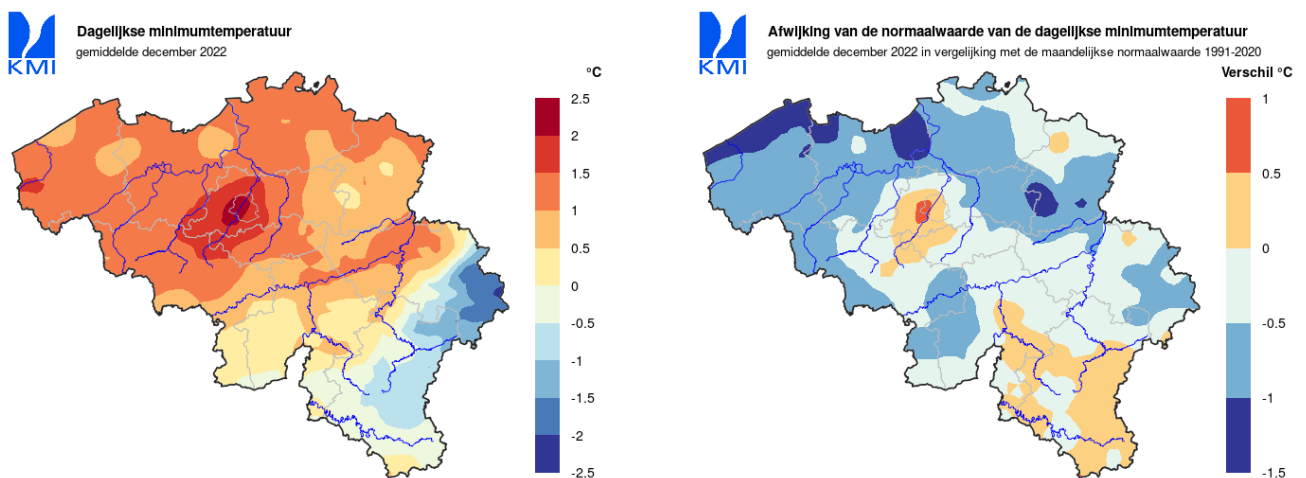 KMI
Dagelijkse minimumtemperatuur
gemiddelde december 2022
°C
2.5
2
1.5
1
0.5
0
-0.5
-1
-1.5
-2
-2.5
KMI
Afwijking van de normaalwaarde van de dagelijkse minimumtemperatuur
gemiddelde december 2022 in vergelijking met de maandelijkse normaalwaarde 1991-2020
Verschil °C
1
0.5
0
-0.5
-1
-1.5